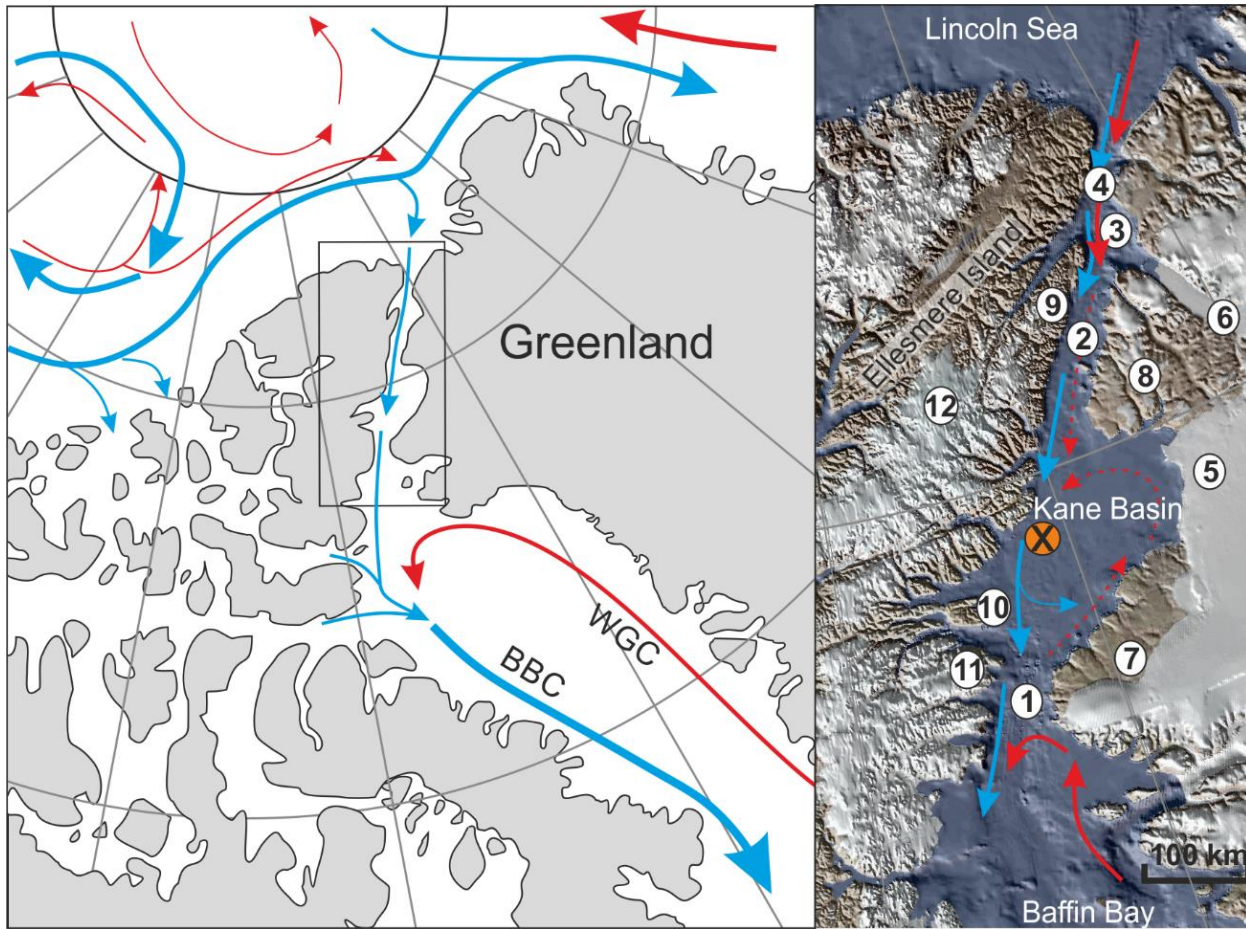 Greenland
WGC
BBC
Lincoln Sea
4
3
Ellesmere Island
9
2
6
8
12
5
Kane Basin
X
10
7
11
1
100 km
Baffin Bay